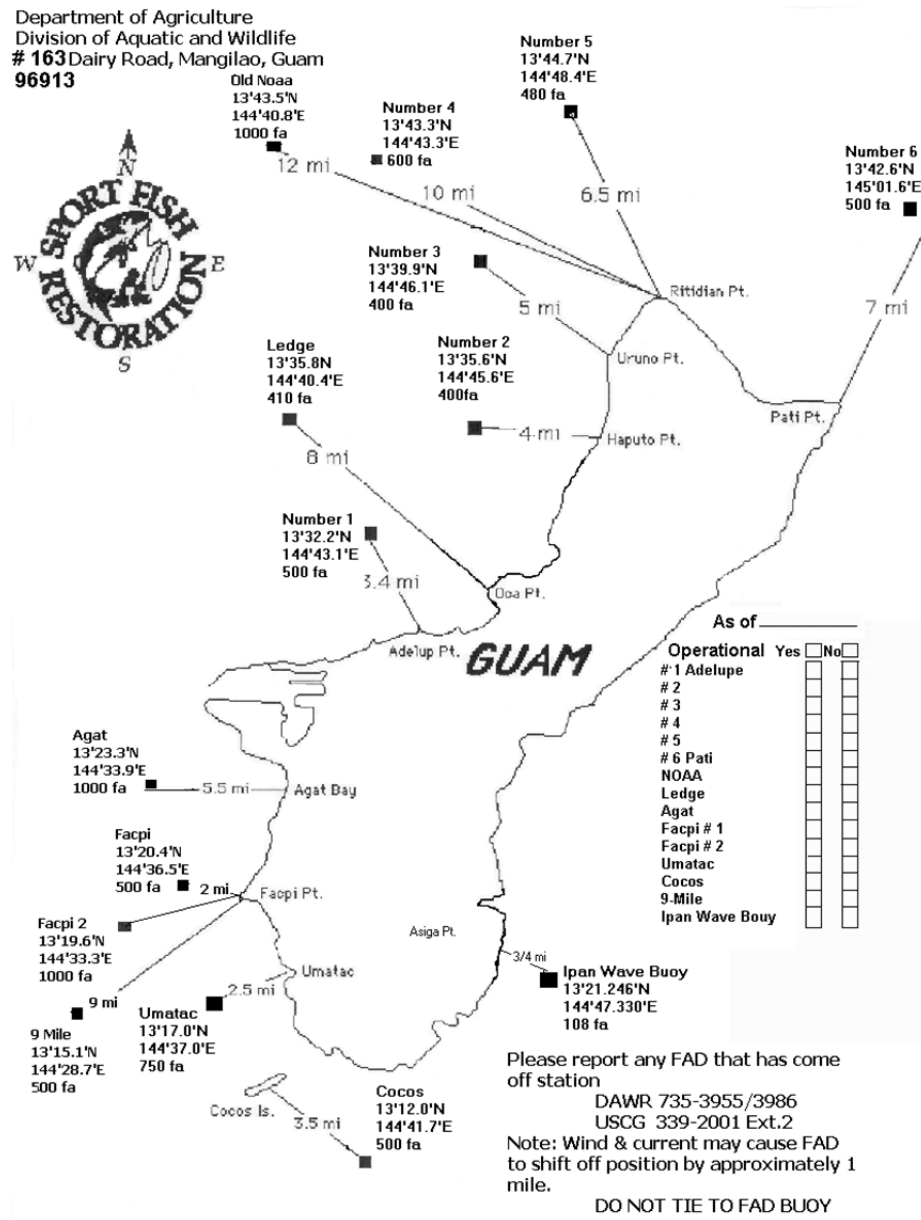 Department of Agriculture
Division of Aquatic and Wildlife
# 163 Dairy Road, Mangilao, Guam
96913
Old Noaa
13'43.5'N
144'40.8'E
1000 fa
Number 4
13'43.3'N
144'43.3'E
600 fa
Number 5
13'44.7'N
144'48.4'E
480 fa
Number 6
13'42.6'N
145'01.6'E
500 fa
12 mi
10 mi
6.5 mi
7 mi
N
W
E
S
SPORT FISH
RESTORATION
Number 3
13'39.9'N
144'46.1'E
400 fa
5 mi
Ritidian Pt.
Uruno Pt.
Ledge
13'35.8N
144'40.4'E
410 fa
Number 2
13'35.6'N
144'45.6'E
400fa
4 mi
Haputo Pt.
Pati Pt.
8 mi
Number 1
13'32.2'N
144'43.1'E
500 fa
3.4 mi
Ooa Pt.
Adelup Pt.
GUAM
As of
Operational Yes No
# 1 Adelupe
# 2
# 3
# 4
# 5
# 6 Pati
NOAA
Ledge
Agat
Facpi # 1
Facpi # 2
Umatac
Cocos
9-Mile
Ipan Wave Bouy
Agat
13'23.3'N
144'33.9'E
1000 fa
5.5 mi
Agat Bay
Facpi
13'20.4'N
144'36.5'E
500 fa
2 mi
Facpi Pt.
Facpi 2
13'19.6'N
144'33.3'E
1000 fa
Asiga Pt.
3/4 mi
Ipan Wave Buoy
13'21.246'N
144'47.330'E
108 fa
Umatac
2.5 mi
9 mi
9 Mile
13'15.1'N
144'28.7'E
500 fa
Umatac
13'17.0'N
144'37.0'E
750 fa
Cocos Is.
3.5 mi
Cocos
13'12.0'N
144'41.7'E
500 fa
Please report any FAD that has come
off station
DAWR 735-3955/3986
USCG 339-2001 Ext.2
Note: Wind & current may cause FAD
to shift off position by approximately 1
mile.
DO NOT TIE TO FAD BUOY